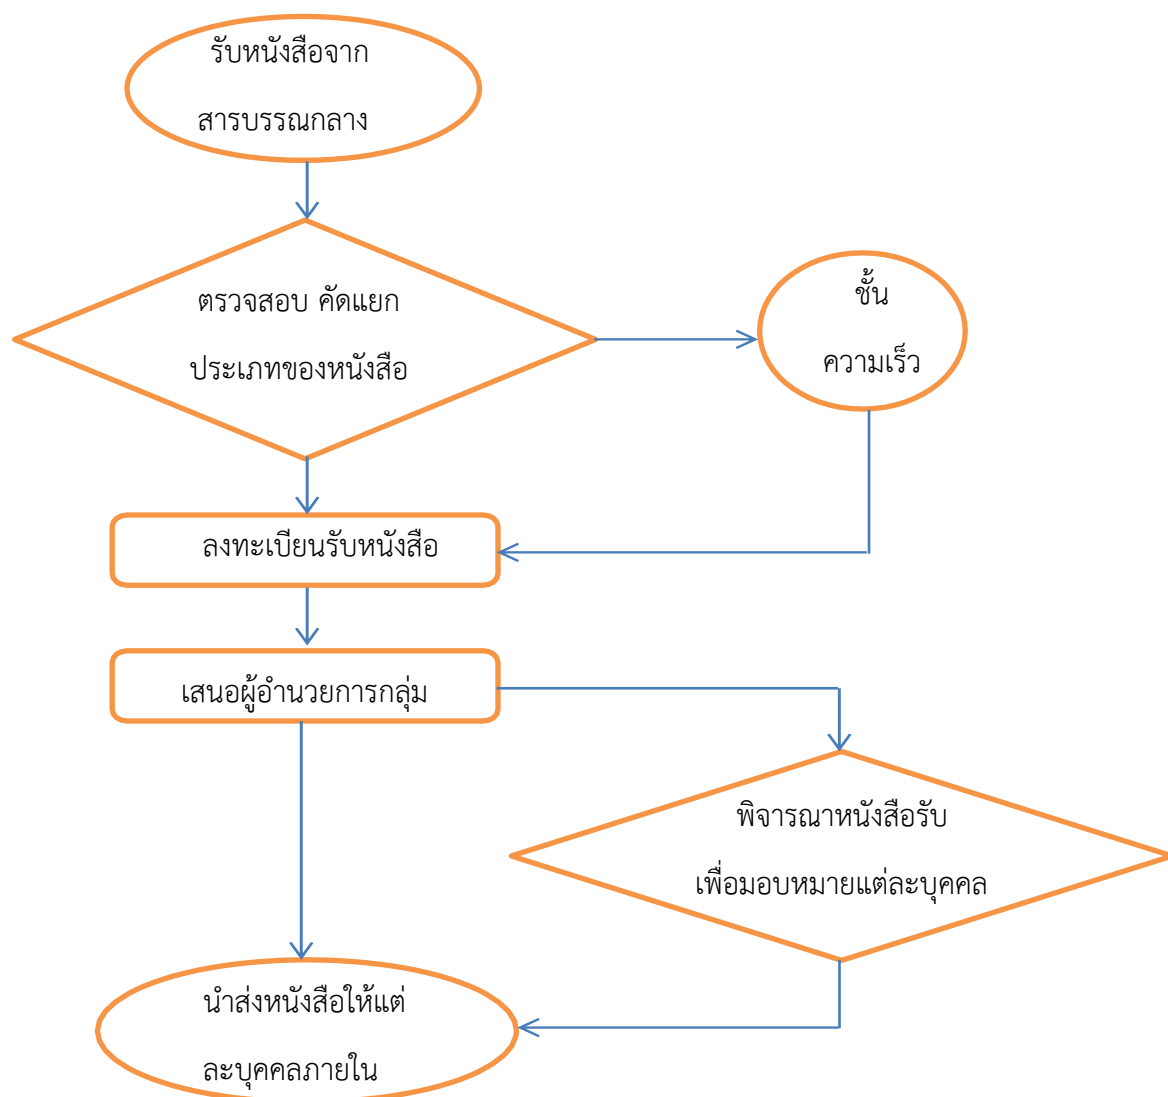 รับหนังสือจาก
สารบรรณกลาง
ตรวจสอบ คัดแยก
ประเภทของหนังสือ
ชั้น
ความเร็ว
ลงทะเบียนรับหนังสือ
เสนอผู้อำนวยการกลุ่ม
พิจารณาหนังสือรับ
เพื่อมอบหมายแต่ละบุคคล
นำส่งหนังสือให้แต่
ละบุคคลภายใน